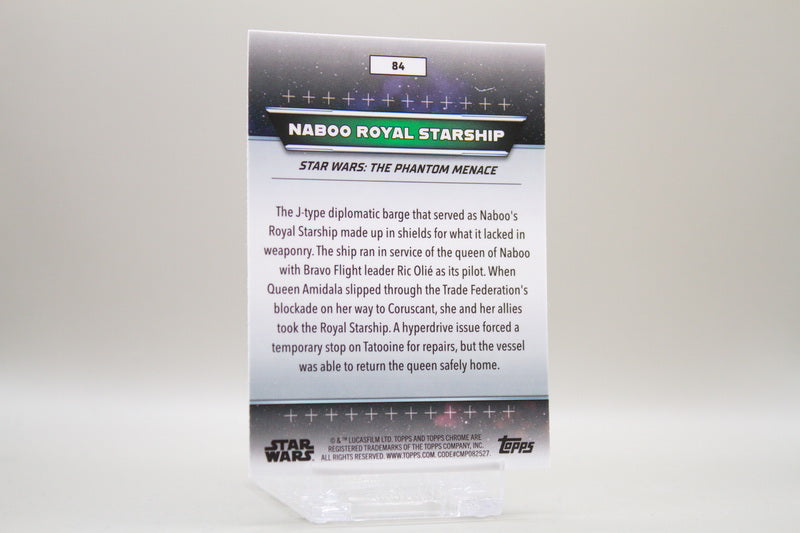 84
NABOO ROYAL STARSHIP
STAR WARS: THE PHANTOM MENACE
The J-type diplomatic barge that served as Naboo's
Royal Starship made up in shields for what it lacked in
weaponry. The ship ran in service of the queen of Naboo
with Bravo Flight leader Ric Olié as its pilot. When
Queen Amidala slipped through the Trade Federation's
blockade on her way to Coruscant, she and her allies
took the Royal Starship. A hyperdrive issue forced a
temporary stop on Tatooine for repairs, but the vessel
was able to return the queen safely home.
STAR
WARS
© & ™ LUCASFILM LTD. TOPPS AND TOPPS CHROME ARE
REGISTERED TRADEMARKS OF THE TOPPS COMPANY, INC.
ALL RIGHTS RESERVED. WWW.TOPPS.COM. CODE#CMP082527.
Topps